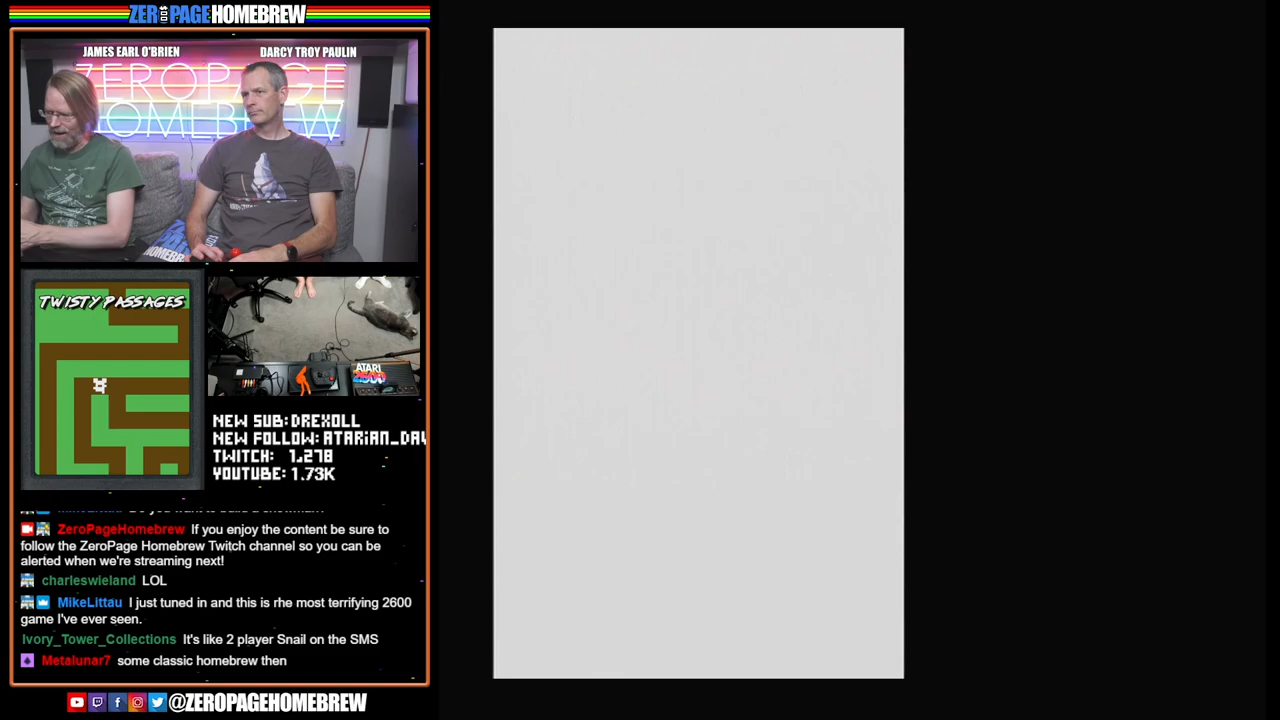 ZEROPAGE HOMEBREW
JAMES EARL O'BRIEN
DARCY TROY PAULIN
ZEROPAGE
HOMEBREW
TWISTY PASSAGES
ATARI
2600
NEW SUB: DREXOLL
NEW FOLLOW: ATARIAN_DAV
TWITCH: 1,278
YOUTUBE: 1.73K
ZeroPageHomebrew If you enjoy the content be sure to
follow the ZeroPage Homebrew Twitch channel so you can be
alerted when we're streaming next!
charleswieland LOL
MikeLittau I just tuned in and this is rhe most terrifying 2600
game I've ever seen.
Ivory_Tower_Collections It's like 2 player Snail on the SMS
Metalunar7 some classic homebrew then
@ZEROPAGEHOMEBREW